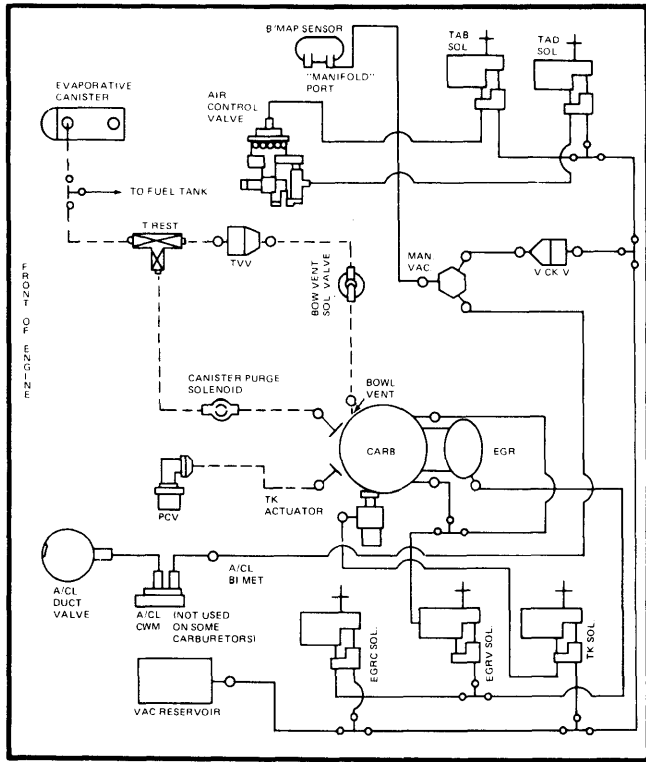 B/MAP SENSOR
"MANIFOLD"
PORT
TAB
SOL
TAD
SOL
EVAPORATIVE
CANISTER
AIR
CONTROL
VALVE
TO FUEL TANK
T REST
TVV
BOW VENT
SOL VALVE
MAN
VAC.
V CK V
FRONT OF ENGINE
CANISTER PURGE
SOLENOID
BOWL
VENT
CARB
EGR
PCV
TK
ACTUATOR
A/CL
DUCT
VALVE
A/CL
CWM
(NOT USED
ON SOME
CARBURETORS)
A/CL
BI MET
EGRC SOL.
EGRV SOL.
TK SOL.
VAC RESERVOIR